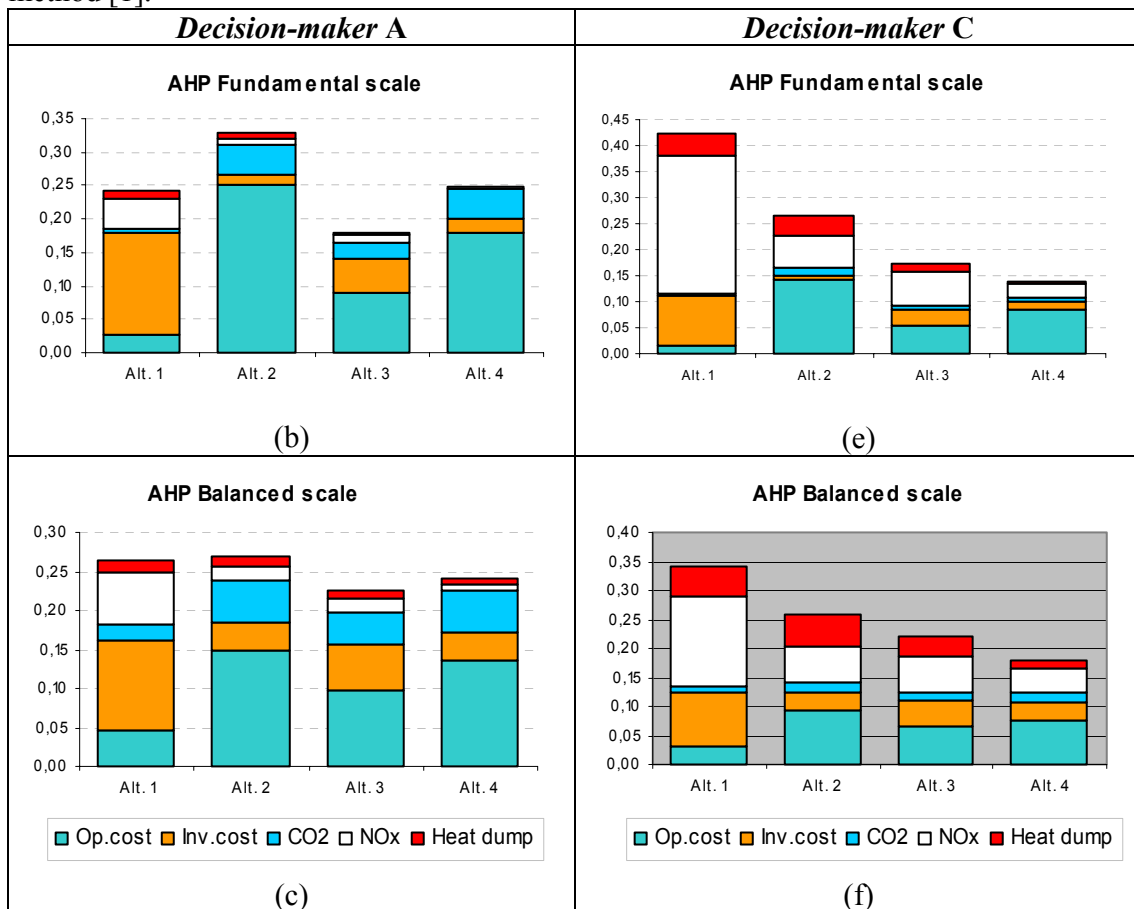 method [1].
Decision-maker A
Decision-maker C
AHP Fundamental scale
0,35
0,30
0,25
0,20
0,15
0,10
0,05
0,00
Alt. 1 Alt. 2 Alt. 3 Alt. 4
(b)
AHP Fundamental scale
0,45
0,40
0,35
0,30
0,25
0,20
0,15
0,10
0,05
0,00
Alt. 1 Alt. 2 Alt. 3 Alt. 4
(e)
AHP Balanced scale
0,30
0,25
0,20
0,15
0,10
0,05
0,00
Alt. 1 Alt. 2 Alt. 3 Alt. 4
Op.cost Inv.cost CO2 NOx Heat dump
(c)
AHP Balanced scale
0,40
0,35
0,30
0,25
0,20
0,15
0,10
0,05
0,00
Alt. 1 Alt. 2 Alt. 3 Alt. 4
Op.cost Inv.cost CO2 NOx Heat dump
(f)